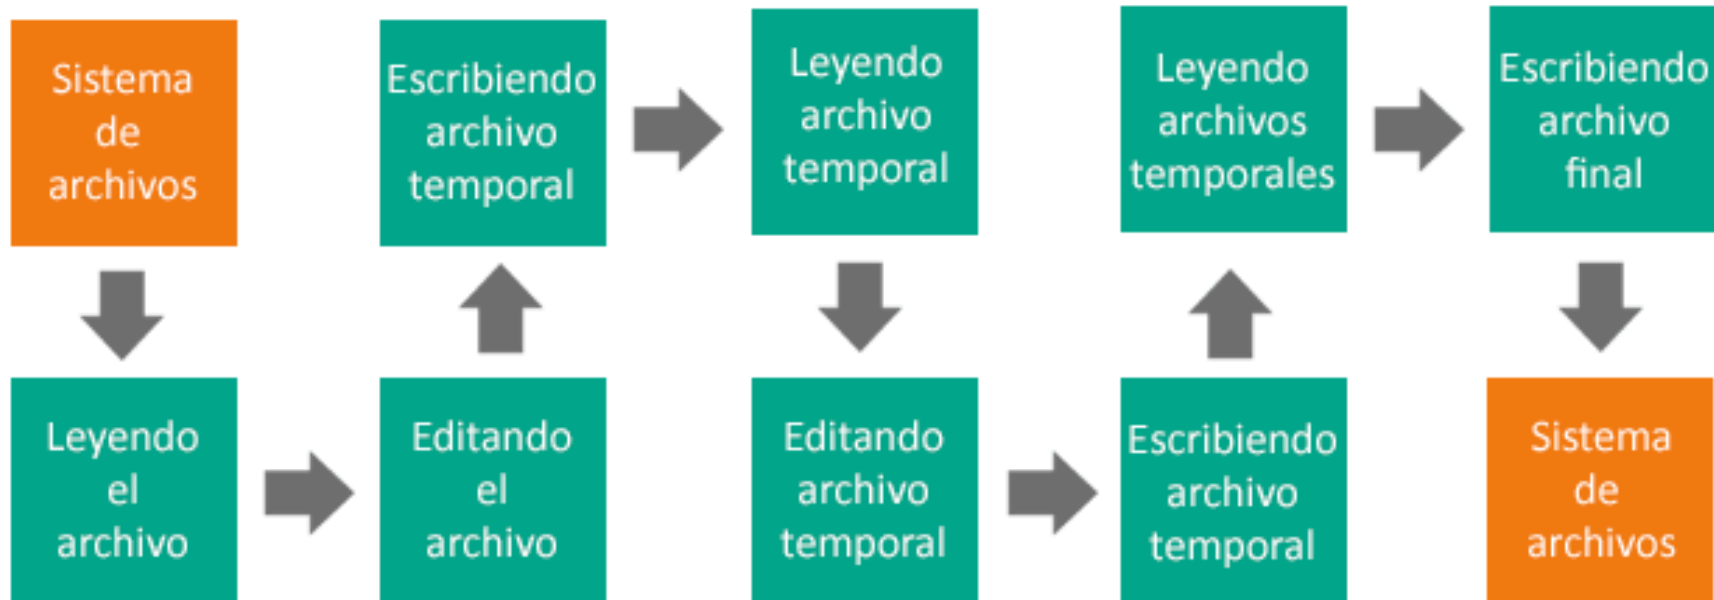 Sistema
de
archivos
Leyendo
el
archivo
Editando
el
archivo
Escribiendo
archivo
temporal
Leyendo
archivo
temporal
Editando
archivo
temporal
Escribiendo
archivo
temporal
Leyendo
archivos
temporales
Escribiendo
archivo
final
Sistema
de
archivos